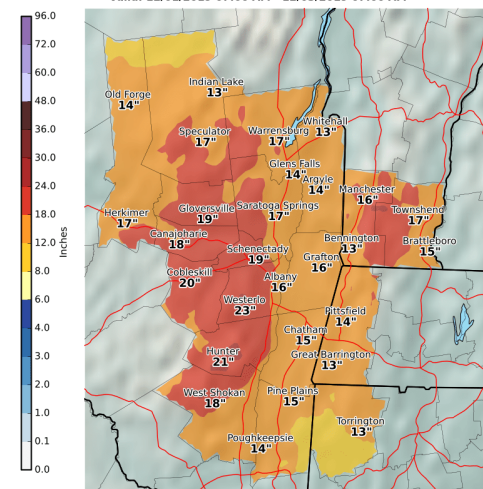 96.0
72.0
60.0
48.0
36.0
30.0
24.0
18.0
12.0
8.0
6.0
4.0
3.0
2.0
1.0
0.1
0.0
Inches
Old Forge
14"
Indian Lake
13"
Speculator
17"
Warrensburg
17"
Whitehall
13"
Glens Falls
14"
Argyle
14"
Manchester
16"
Herkimer
17"
Gloversville
19"
Saratoga Springs
17"
Townshend
17"
Canajoharie
18"
Schenectady
19"
Bennington
13"
Brattleboro
15"
Grafton
16"
Cobleskill
20"
Albany
16"
Westerlo
23"
Pittsfield
14"
Chatham
15"
Hunter
21"
Great Barrington
13"
West Shokan
18"
Pine Plains
15"
Torrington
13"
Poughkeepsie
14"